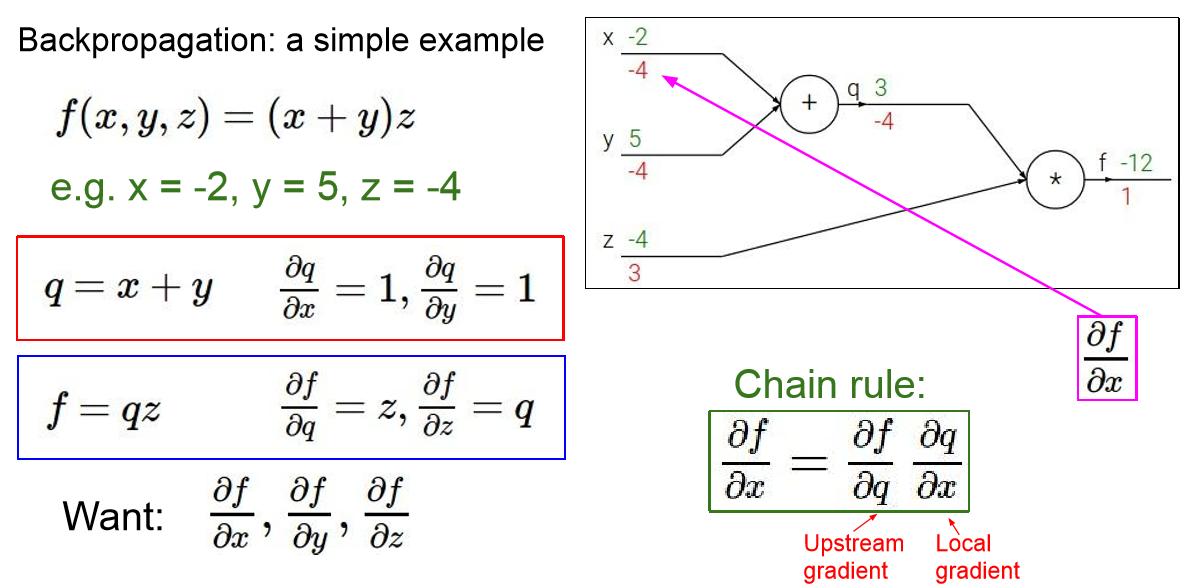 Backpropagation: a simple example
f(x, y, z) = (x + y)z
e.g. x = -2, y = 5, z = -4
q = x + y ∂q/∂x = 1, ∂q/∂y = 1
f = qz ∂f/∂q = z, ∂f/∂z = q
Want: ∂f/∂x, ∂f/∂y, ∂f/∂z
x -2
-4
y 5
-4
z -4
3
+
q 3
-4
*
f -12
1
∂f/∂x
Chain rule:
∂f/∂x = ∂f/∂q ∂q/∂x
Upstream
gradient
Local
gradient